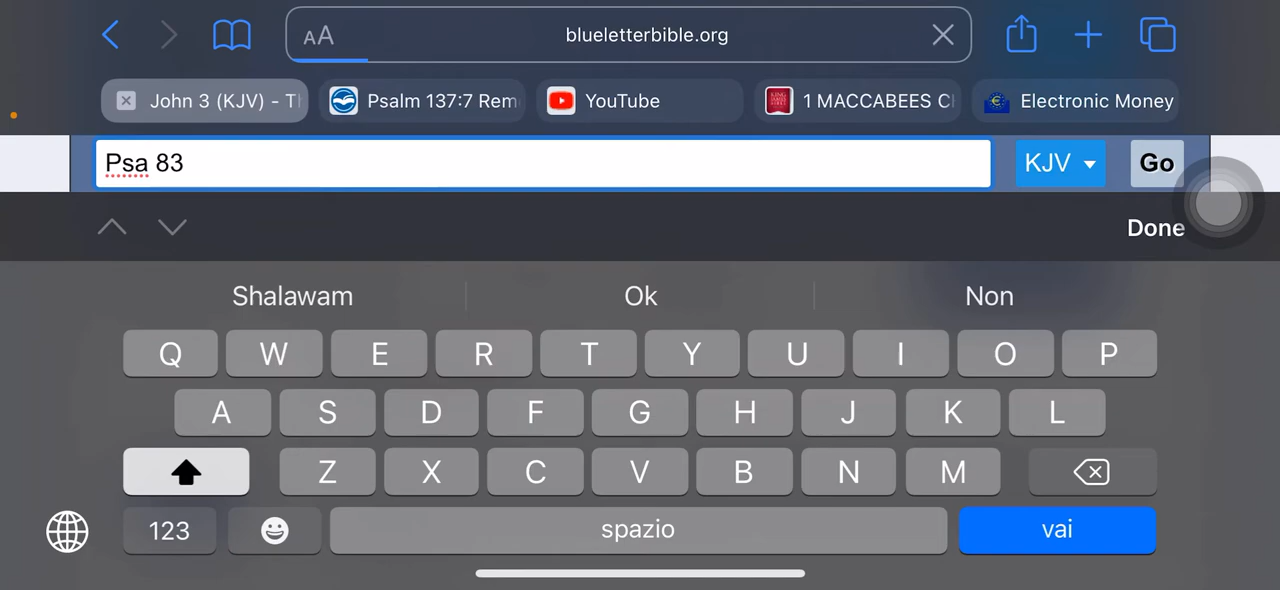 AA blueletterbible.org
John 3 (KJV) - Th Psalm 137:7 Rem YouTube 1 MACCABEES C Electronic Money
Psa 83 KJV Go
Done
Shalawam Ok Non
Q W E R T Y U I O P
A S D F G H J K L
Z X C V B N M
123 spazio vai